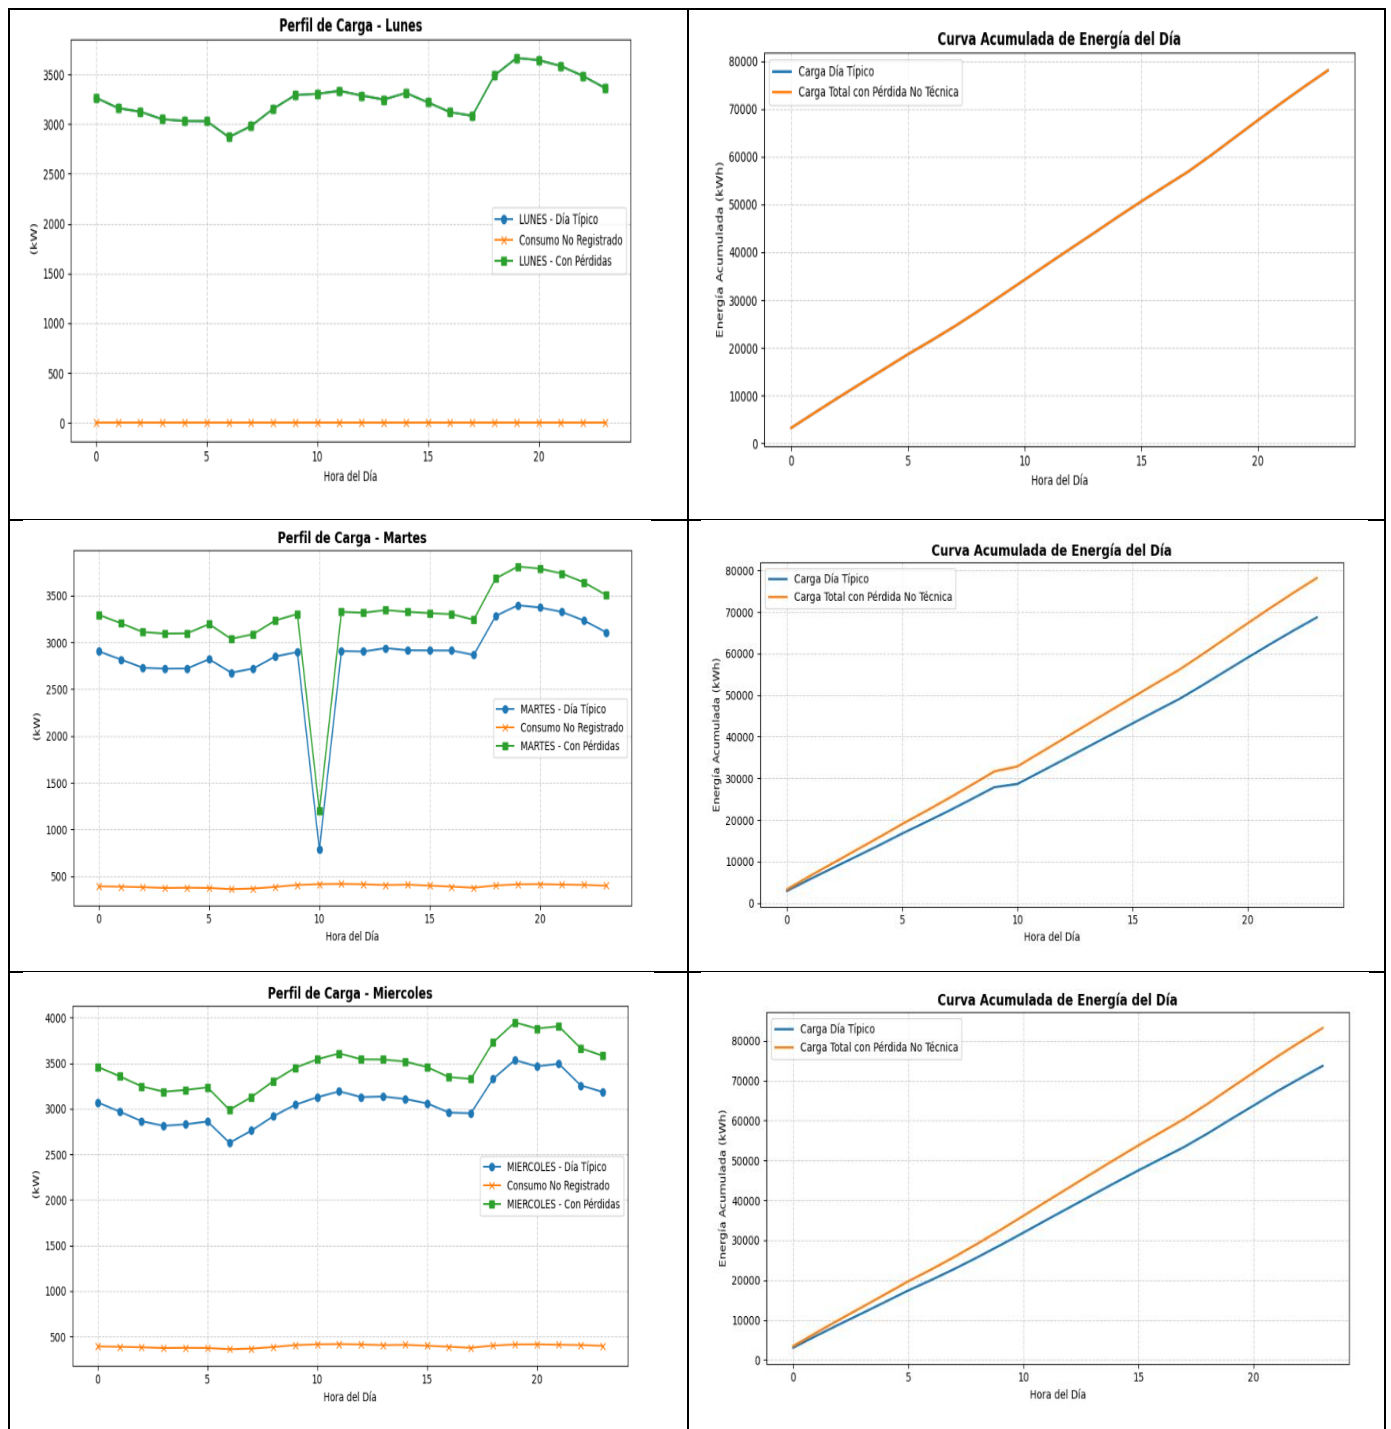 Perfil de Carga - Lunes
3500
3000
2500
2000
1500
1000
500
0
(kW)
LUNES - Día Típico
Consumo No Registrado
LUNES - Con Pérdidas
0 5 10 15 20
Hora del Día
Curva Acumulada de Energía del Día
Carga Día Típico
Carga Total con Pérdida No Técnica
80000
70000
60000
50000
40000
30000
20000
10000
0
Energía Acumulada (kWh)
0 5 10 15 20
Hora del Día
Perfil de Carga - Martes
3500
3000
2500
2000
1500
1000
500
(kW)
MARTES - Día Típico
Consumo No Registrado
MARTES - Con Pérdidas
0 5 10 15 20
Hora del Día
Curva Acumulada de Energía del Día
Carga Día Típico
Carga Total con Pérdida No Técnica
80000
70000
60000
50000
40000
30000
20000
10000
0
Energía Acumulada (kWh)
0 5 10 15 20
Hora del Día
Perfil de Carga - Miercoles
4000
3500
3000
2500
2000
1500
1000
500
(kW)
MIERCOLES - Día Típico
Consumo No Registrado
MIERCOLES - Con Pérdidas
0 5 10 15 20
Hora del Día
Curva Acumulada de Energía del Día
Carga Día Típico
Carga Total con Pérdida No Técnica
80000
70000
60000
50000
40000
30000
20000
10000
0
Energía Acumulada (kWh)
0 5 10 15 20
Hora del Día